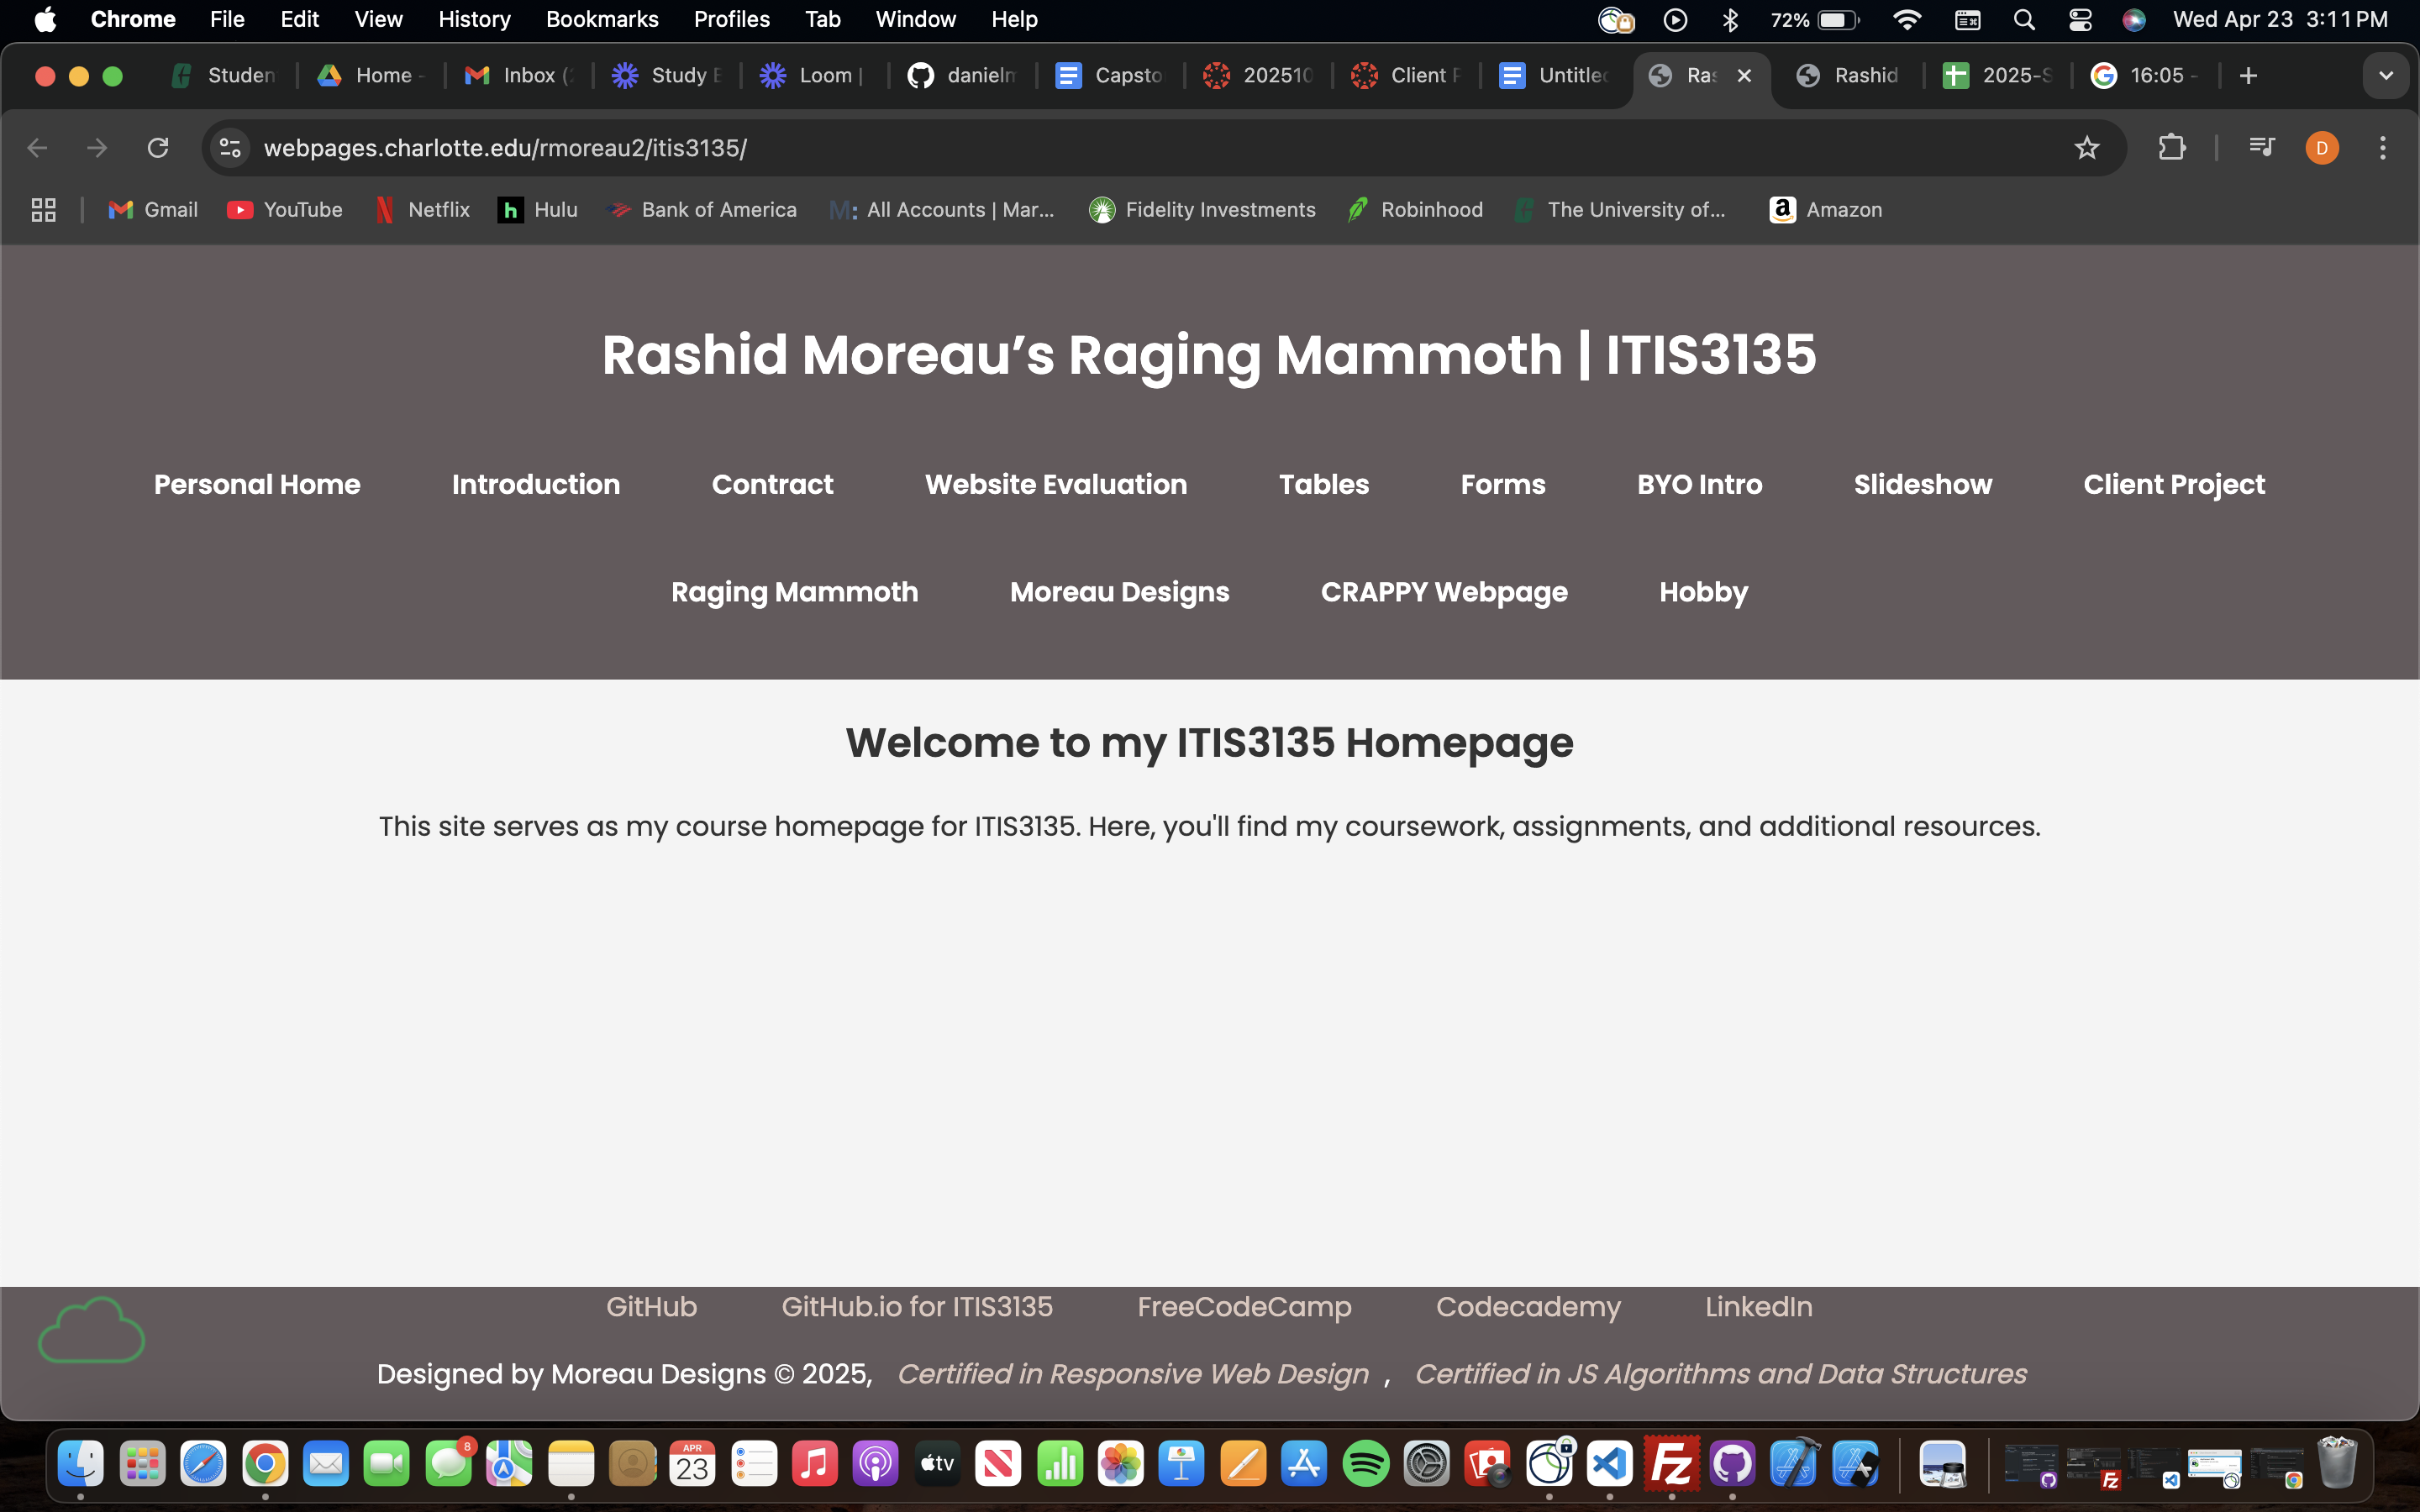 Chrome File Edit View History Bookmarks Profiles Tab Window Help 72% Wed Apr 23 3:11 PM
Studen Home - Inbox (2 Study Loom | danielm Capsto 202510 Client Untitle Ras Rashid 2025-S 16:05 -
webpages.charlotte.edu/rmoreau2/itis3135/ D
Gmail YouTube Netflix h Hulu Bank of America M: All Accounts | Mar... Fidelity Investments Robinhood The University of... a Amazon
Rashid Moreau’s Raging Mammoth | ITIS3135
Personal Home Introduction Contract Website Evaluation Tables Forms BYO Intro Slideshow Client Project
Raging Mammoth Moreau Designs CRAPPY Webpage Hobby
Welcome to my ITIS3135 Homepage
This site serves as my course homepage for ITIS3135. Here, you'll find my coursework, assignments, and additional resources.
GitHub GitHub.io for ITIS3135 FreeCodeCamp Codecademy LinkedIn
Designed by Moreau Designs © 2025, Certified in Responsive Web Design , Certified in JS Algorithms and Data Structures
8 APR 23 tv Fz